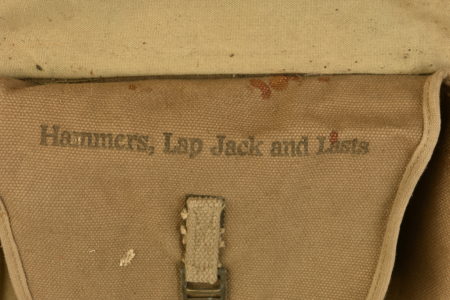 Hammers, Lap Jack and Lasts